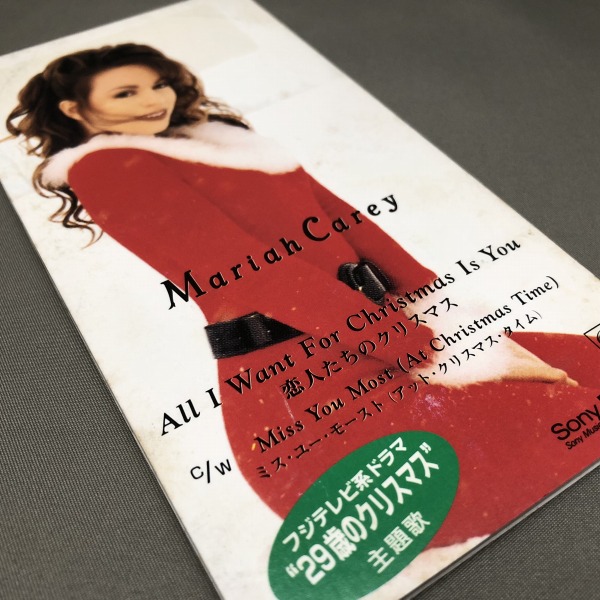 Mariah Carey
All I Want For Christmas Is You
恋人たちのクリスマス
c/w Miss You Most (At Christmas Time)
ミス・ユー・モースト (アット・クリスマス・タイム)
Sony
Sony Music
フジテレビ系ドラマ
“29歳のクリスマス”
主題歌